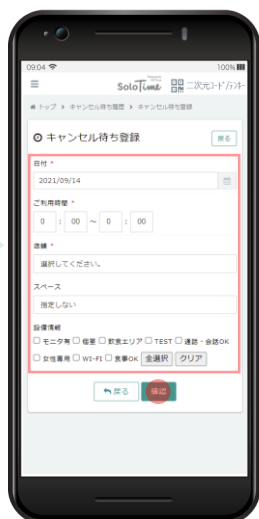 09:04 100%
SoloTime 二次元ｺｰﾄﾞ/ﾃﾝｷｰ
トップ > キャンセル待ち履歴 > キャンセル待ち登録
キャンセル待ち登録 戻る
日付 *
2021/09/14
ご利用時間 *
0 : 00 ～ 0 : 00
店舗 *
選択してください。
スペース
指定しない
設備情報
モニタ有 個室 飲食エリア TEST 通話・会話OK
女性専用 WI-FI 食事OK 全選択 クリア
戻る 確認